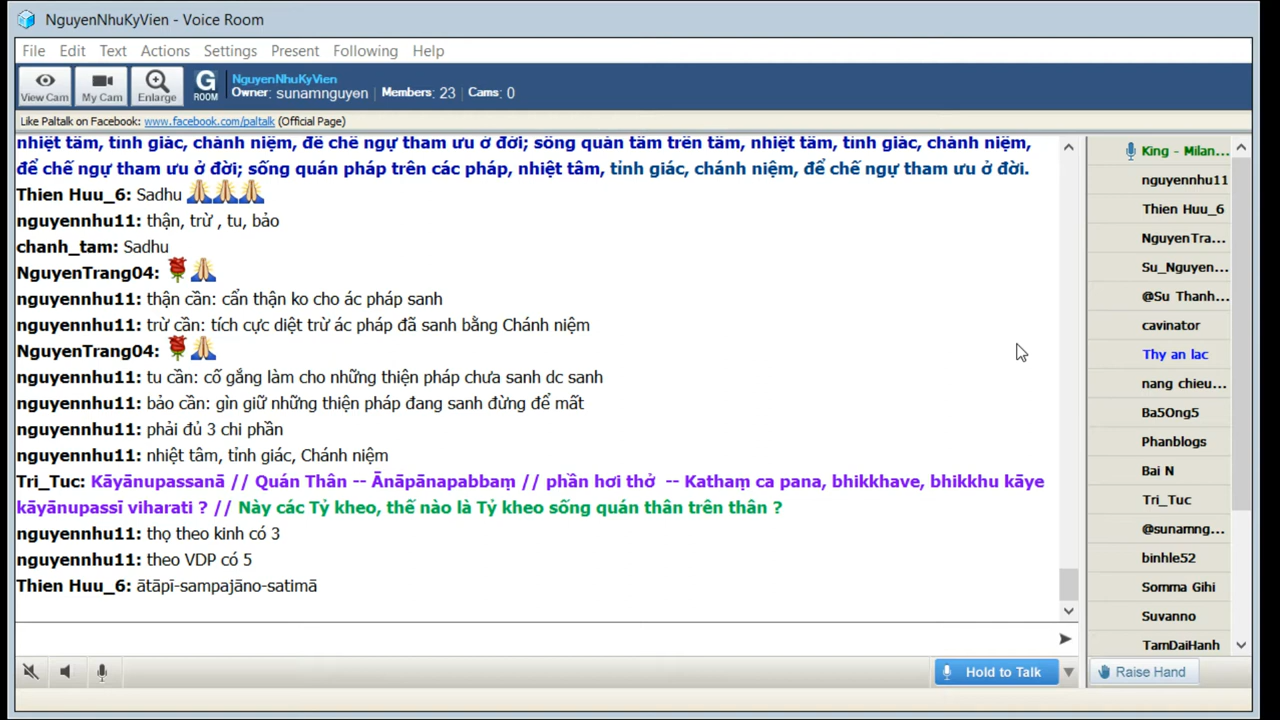 NguyenNhuKyVien - Voice Room
File Edit Text Actions Settings Present Following Help
View Cam My Cam Enlarge G ROOM
NguyenNhuKyVien
Owner: sunamnguyen Members: 23 Cams: 0
Like Paltalk on Facebook: www.facebook.com/paltalk (Official Page)
nhiệt tâm, tỉnh giác, chánh niệm, để chế ngự tham ưu ở đời; sống quán tâm trên tâm, nhiệt tâm, tỉnh giác, chánh niệm,
để chế ngự tham ưu ở đời; sống quán pháp trên các pháp, nhiệt tâm, tỉnh giác, chánh niệm, để chế ngự tham ưu ở đời.
Thien Huu_6: Sadhu 🙏🙏🙏
nguyennhu11: thận, trừ , tu, bảo
chanh_tam: Sadhu
NguyenTrang04: 🌹🙏
nguyennhu11: thận cần: cẩn thận ko cho ác pháp sanh
nguyennhu11: trừ cần: tích cực diệt trừ ác pháp đã sanh bằng Chánh niệm
NguyenTrang04: 🌹🙏
nguyennhu11: tu cần: cố gắng làm cho những thiện pháp chưa sanh dc sanh
nguyennhu11: bảo cần: gìn giữ những thiện pháp đang sanh đừng để mất
nguyennhu11: phải đủ 3 chi phần
nguyennhu11: nhiệt tâm, tỉnh giác, Chánh niệm
Tri_Tuc: Kāyānupassanā // Quán Thân -- Ānāpānapabbaṃ // phần hơi thở -- Kathaṃ ca pana, bhikkhave, bhikkhu kāye
kāyānupassī viharati ? // Này các Tỷ kheo, thế nào là Tỷ kheo sống quán thân trên thân ?
nguyennhu11: thọ theo kinh có 3
nguyennhu11: theo VDP có 5
Thien Huu_6: ātāpī-sampajāno-satimā
King - Milan...
nguyennhu11
Thien Huu_6
NguyenTra...
Su_Nguyen...
@Su Thanh...
cavinator
Thy an lac
nang chieu...
Ba5Ong5
Phanblogs
Bai N
Tri_Tuc
@sunamng...
binhle52
Somma Gihi
Suvanno
TamDaiHanh
Hold to Talk
Raise Hand